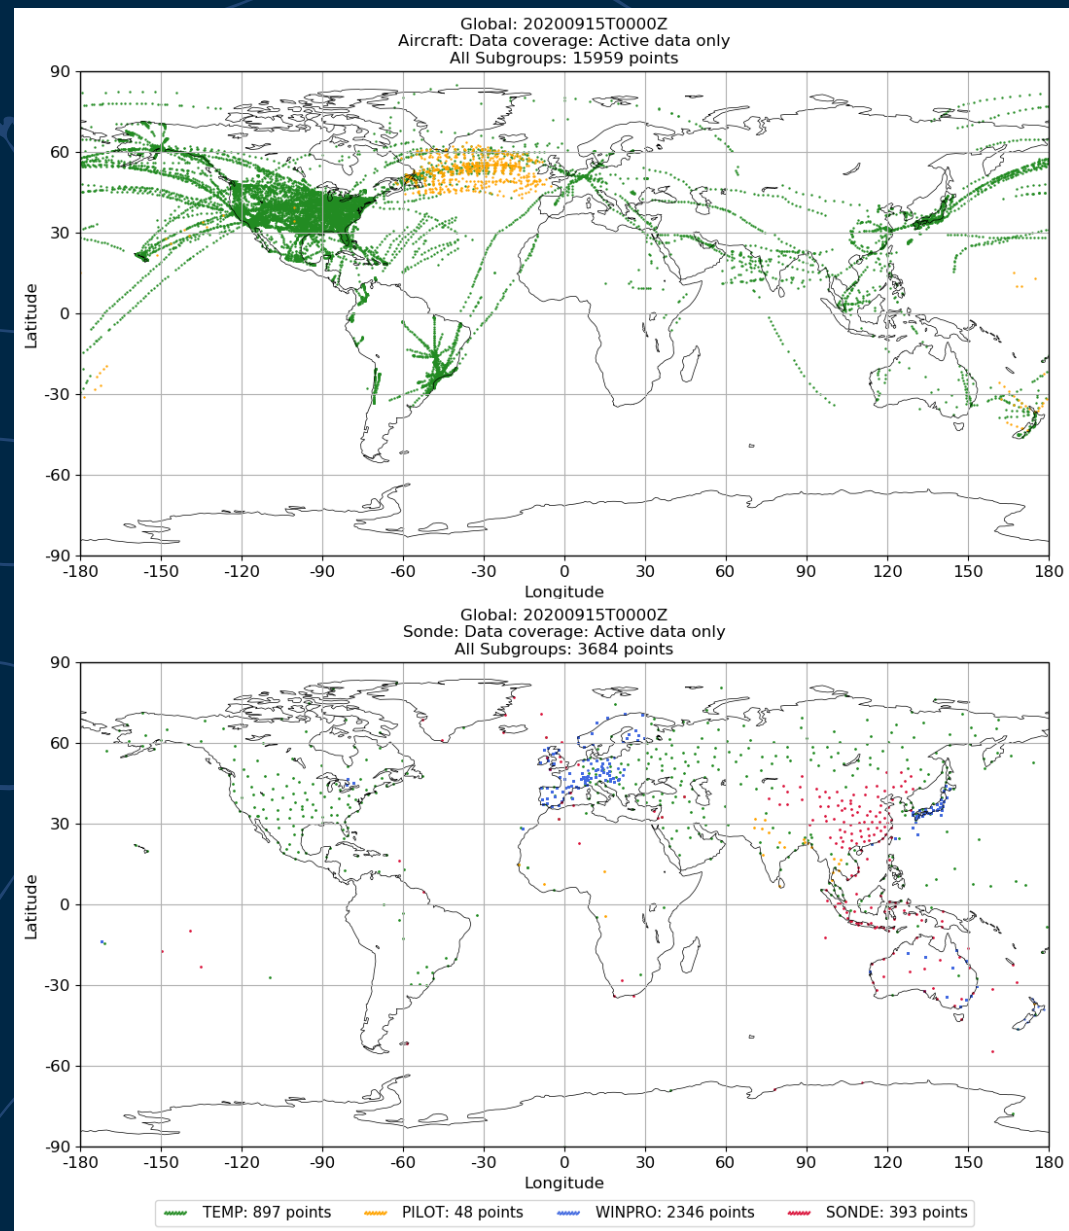 Global: 20200915T0000Z
Aircraft: Data coverage: Active data only
All Subgroups: 15959 points
90
60
30
0
-30
-60
-90
Latitude
-180 -150 -120 -90 -60 -30 0 30 60 90 120 150 180
Longitude
Global: 20200915T0000Z
Sonde: Data coverage: Active data only
All Subgroups: 3684 points
90
60
30
0
-30
-60
-90
Latitude
-180 -150 -120 -90 -60 -30 0 30 60 90 120 150 180
Longitude
TEMP: 897 points PILOT: 48 points WINPRO: 2346 points SONDE: 393 points